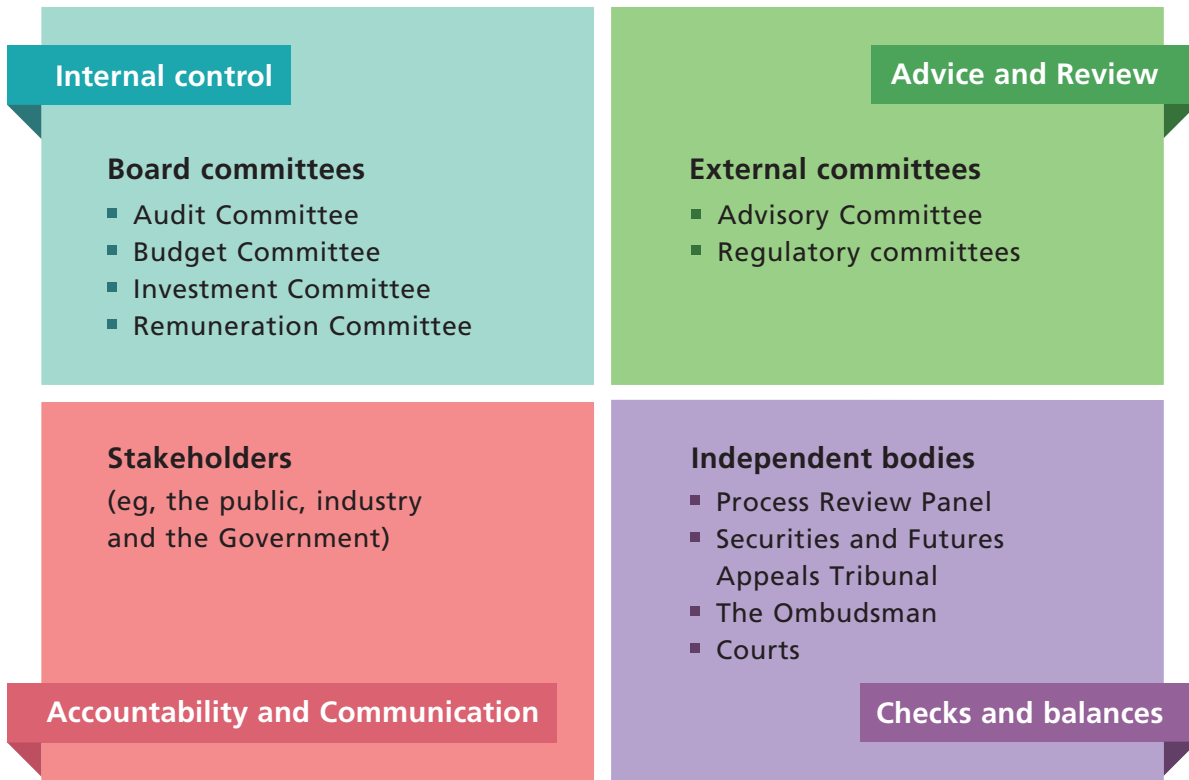 Internal control
Board committees
Audit Committee
Budget Committee
Investment Committee
Remuneration Committee
Advice and Review
External committees
Advisory Committee
Regulatory committees
Stakeholders
(eg, the public, industry
and the Government)
Accountability and Communication
Independent bodies
Process Review Panel
Securities and Futures
Appeals Tribunal
The Ombudsman
Courts
Checks and balances